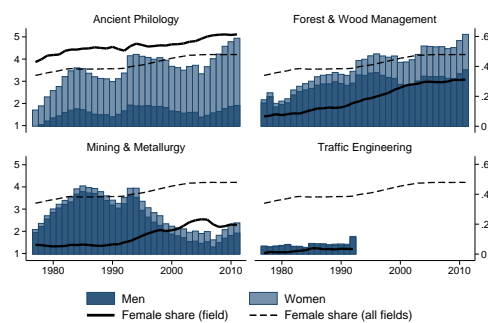 Ancient Philology
Forest & Wood Management
5
4
3
2
1
.6
.4
.2
0
Mining & Metallurgy
Traffic Engineering
5
4
3
2
1
.6
.4
.2
0
1980 1990 2000 2010
1980 1990 2000 2010
Men
Women
Female share (field)
Female share (all fields)